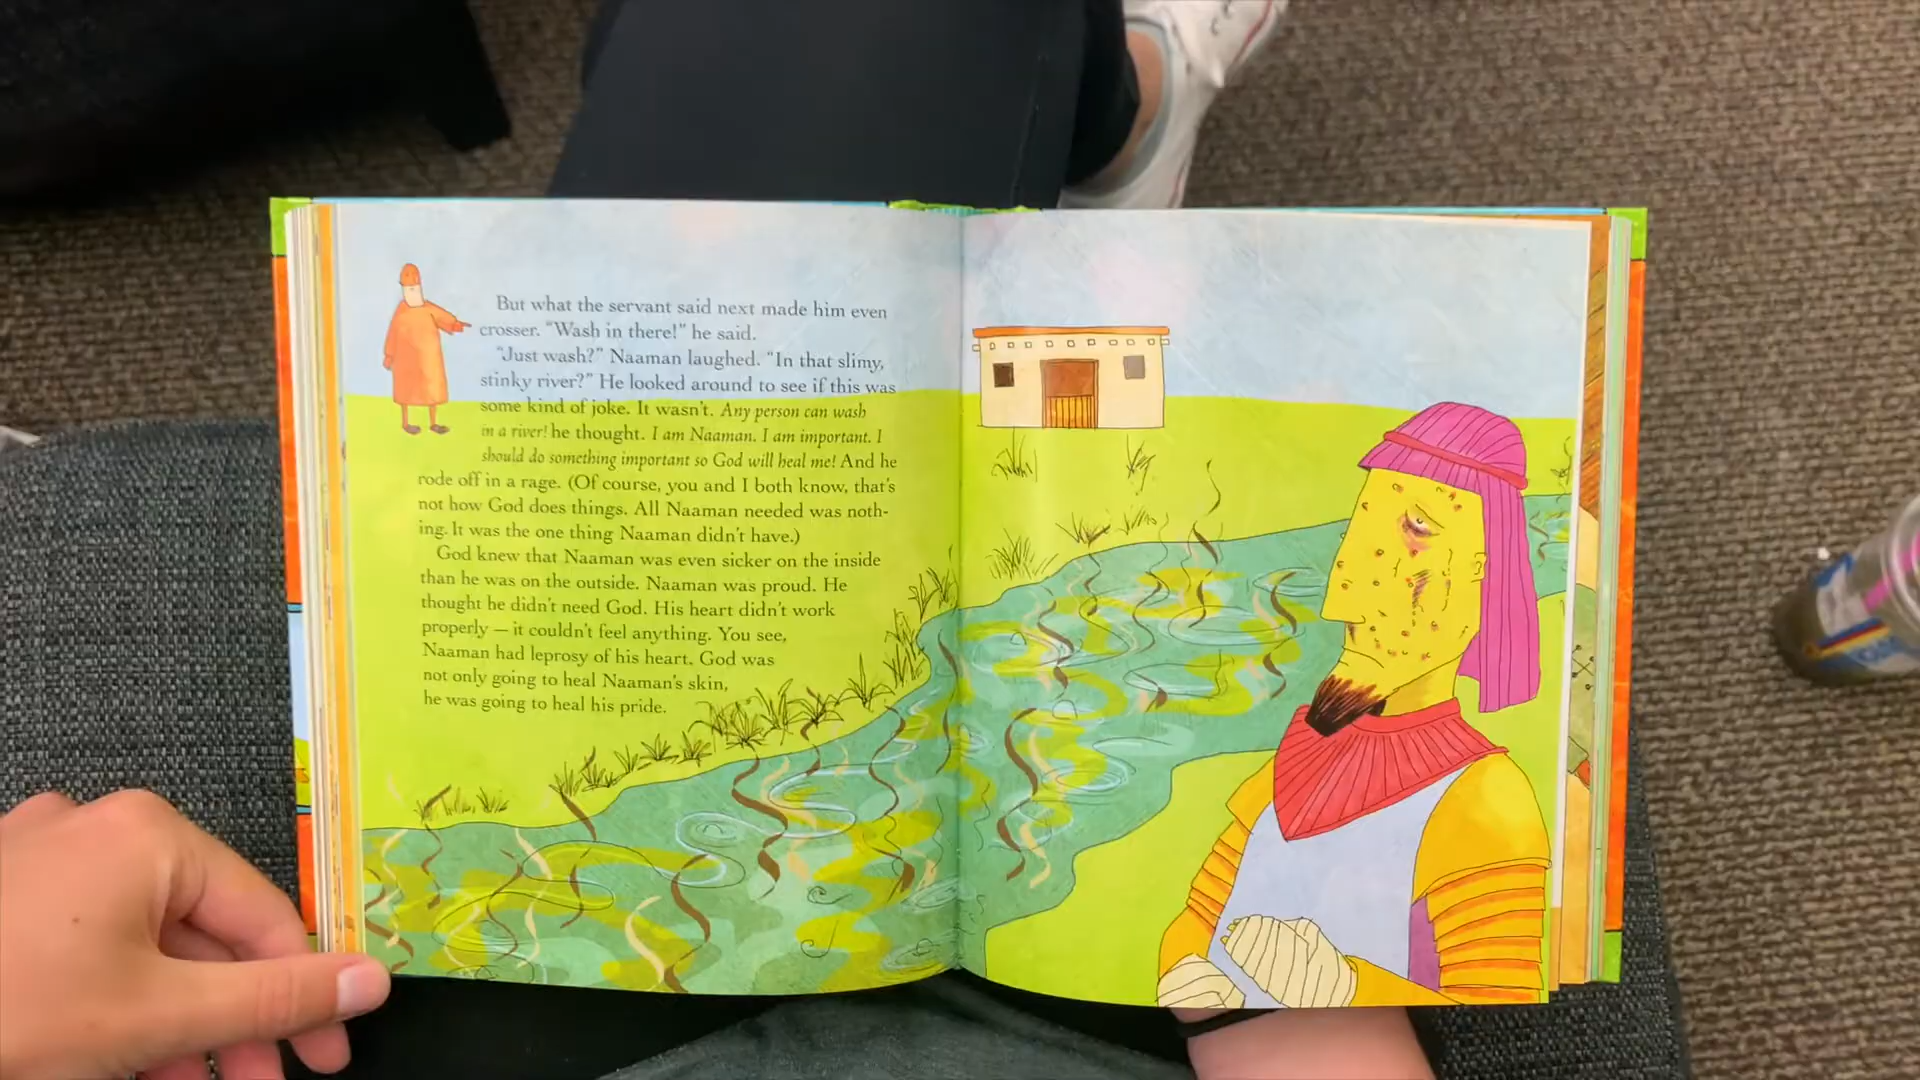 But what the servant said next made him even
crosser. "Wash in there!" he said.
"Just wash?" Naaman laughed. "In that slimy,
stinky river?" He looked around to see if this was
some kind of joke. It wasn't. Any person can wash
in a river! he thought. I am Naaman. I am important. I
should do something important so God will heal me! And he
rode off in a rage. (Of course, you and I both know, that's
not how God does things. All Naaman needed was noth-
ing. It was the one thing Naaman didn't have.)
God knew that Naaman was even sicker on the inside
than he was on the outside. Naaman was proud. He
thought he didn't need God. His heart didn't work
properly — it couldn't feel anything. You see,
Naaman had leprosy of his heart. God was
not only going to heal Naaman's skin,
he was going to heal his pride.